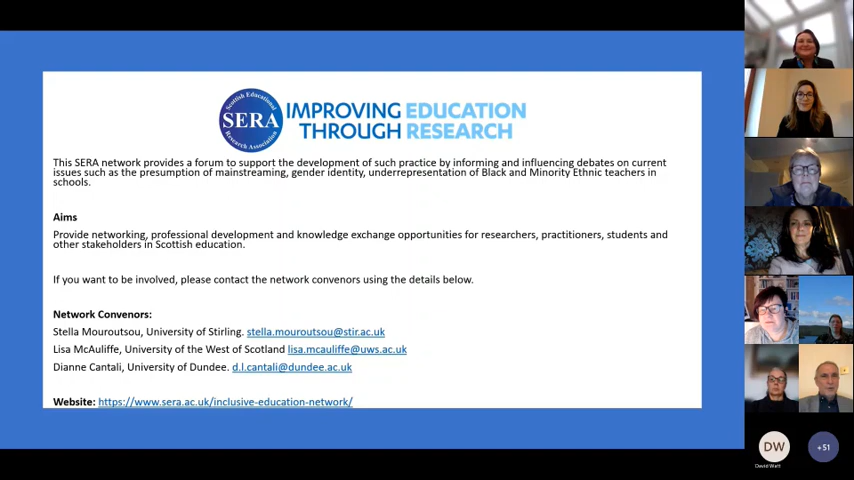 Scottish Educational
SERA
Research Association
IMPROVING EDUCATION
THROUGH RESEARCH
This SERA network provides a forum to support the development of such practice by informing and influencing debates on current
issues such as the presumption of mainstreaming, gender identity, underrepresentation of Black and Minority Ethnic teachers in
schools.
Aims
Provide networking, professional development and knowledge exchange opportunities for researchers, practitioners, students and
other stakeholders in Scottish education.
If you want to be involved, please contact the network convenors using the details below.
Network Convenors:
Stella Mouroutsou, University of Stirling. stella.mouroutsou@stir.ac.uk
Lisa McAuliffe, University of the West of Scotland lisa.mcauliffe@uws.ac.uk
Dianne Cantali, University of Dundee. d.l.cantali@dundee.ac.uk
Website: https://www.sera.ac.uk/inclusive-education-network/
DW
+51
David Watt